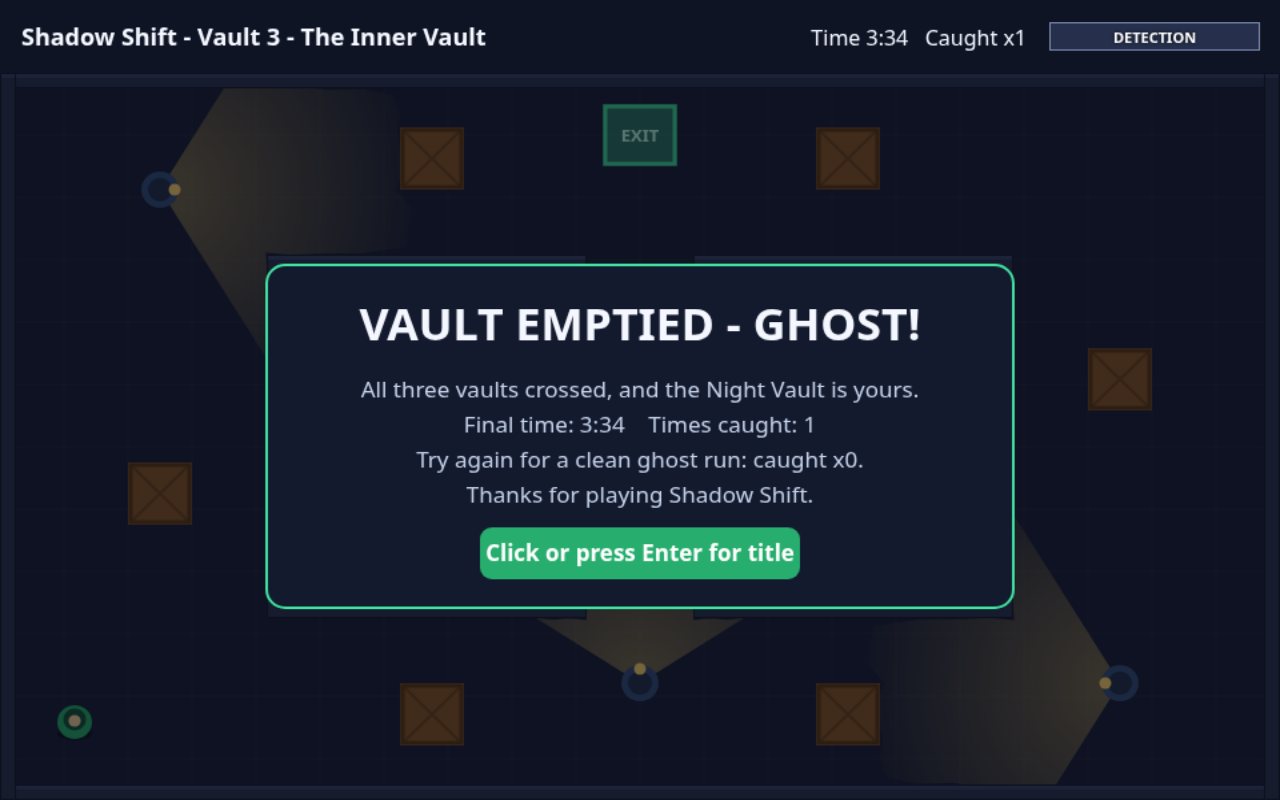 Shadow Shift - Vault 3 - The Inner Vault
Time 3:34 Caught x1
DETECTION
EXIT
VAULT EMPTIED - GHOST!
All three vaults crossed, and the Night Vault is yours.
Final time: 3:34 Times caught: 1
Try again for a clean ghost run: caught x0.
Thanks for playing Shadow Shift.
Click or press Enter for title